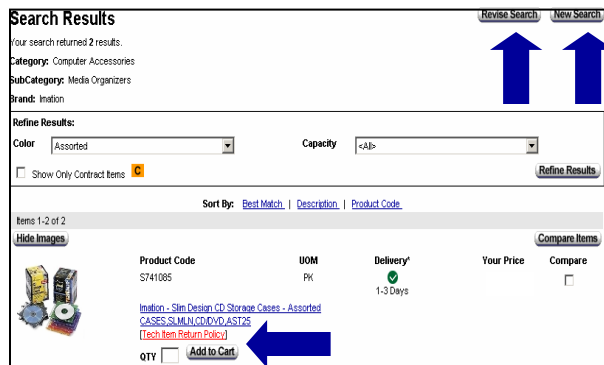 Search Results
Revise Search New Search
Your search returned 2 results.
Category: Computer Accessories
SubCategory: Media Organizers
Brand: Imation
Refine Results:
Color Assorted Capacity <All>
Show Only Contract Items C
Refine Results
Sort By: Best Match | Description | Product Code
Items 1-2 of 2
Hide Images Compare Items
Product Code UOM Delivery* Your Price Compare
S741085 PK
1-3 Days
Imation - Slim Design CD Storage Cases - Assorted
CASES,SLMLN,CD/DVD,AST25
[Tech Item Return Policy]
QTY Add to Cart